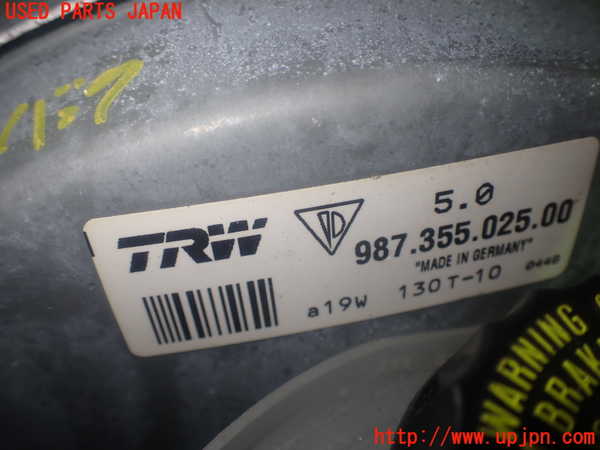 USED PARTS JAPAN
TRW
5.0
987.355.025.00
"MADE IN GERMANY"
a19W 130T-10
WARNING
BRAK
http://www.upjpn.com/